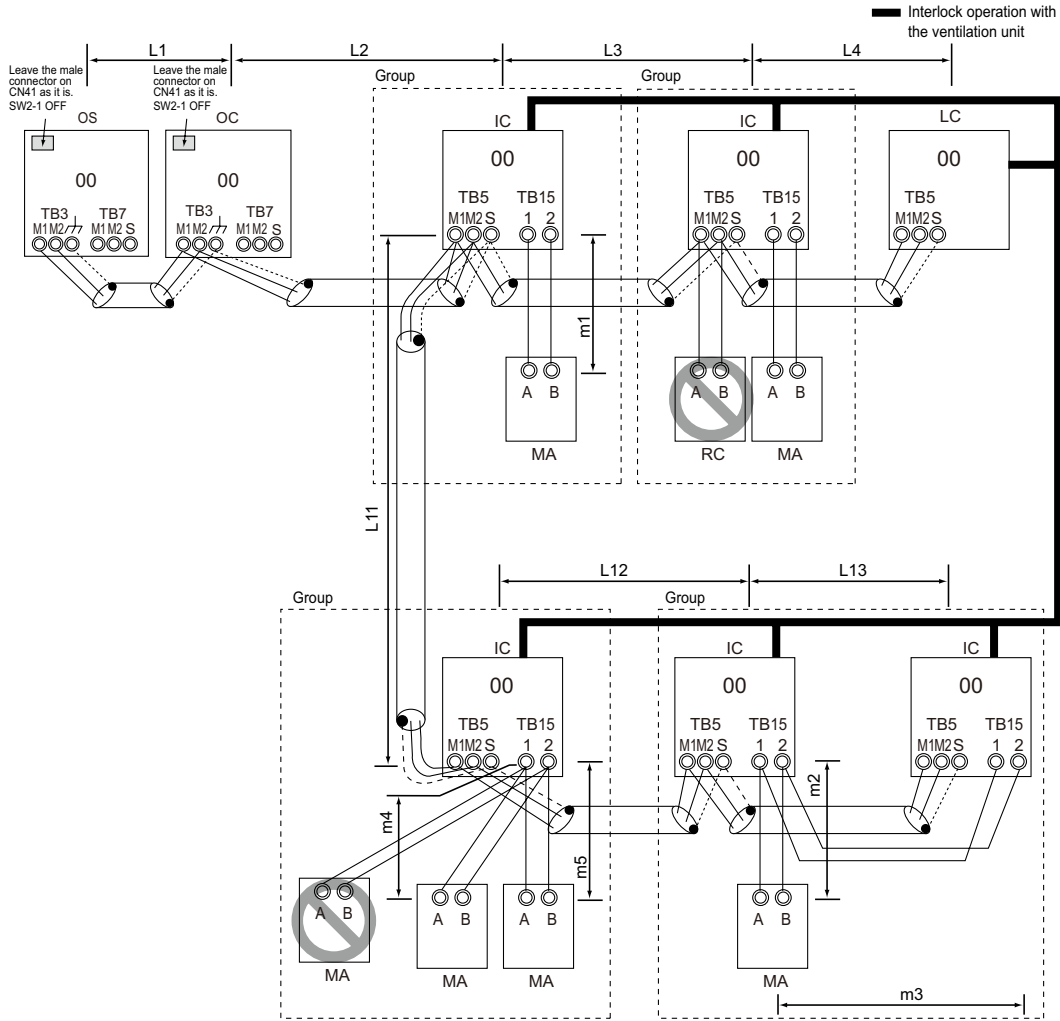 Interlock operation with
the ventilation unit
L1 L2 L3 L4
Leave the male
connector on
CN41 as it is.
SW2-1 OFF
Leave the male
connector on
CN41 as it is.
SW2-1 OFF
Group
Group
OS
OC
IC
IC
LC
00
00
00
00
00
TB3 TB7
M1 M2 M1 M2 S
TB3 TB7
M1 M2 M1 M2 S
TB5 TB15
M1 M2 S 1 2
TB5 TB15
M1 M2 S 1 2
TB5
M1 M2 S
m1
A B
MA
A B
RC
A B
MA
L11
L12 L13
Group
Group
IC
IC
IC
00
00
00
TB5 TB15
M1 M2 S 1 2
TB5 TB15
M1 M2 S 1 2
TB5 TB15
M1 M2 S 1 2
m4
m5
m2
A B
MA
A B
MA
A B
MA
A B
MA
m3